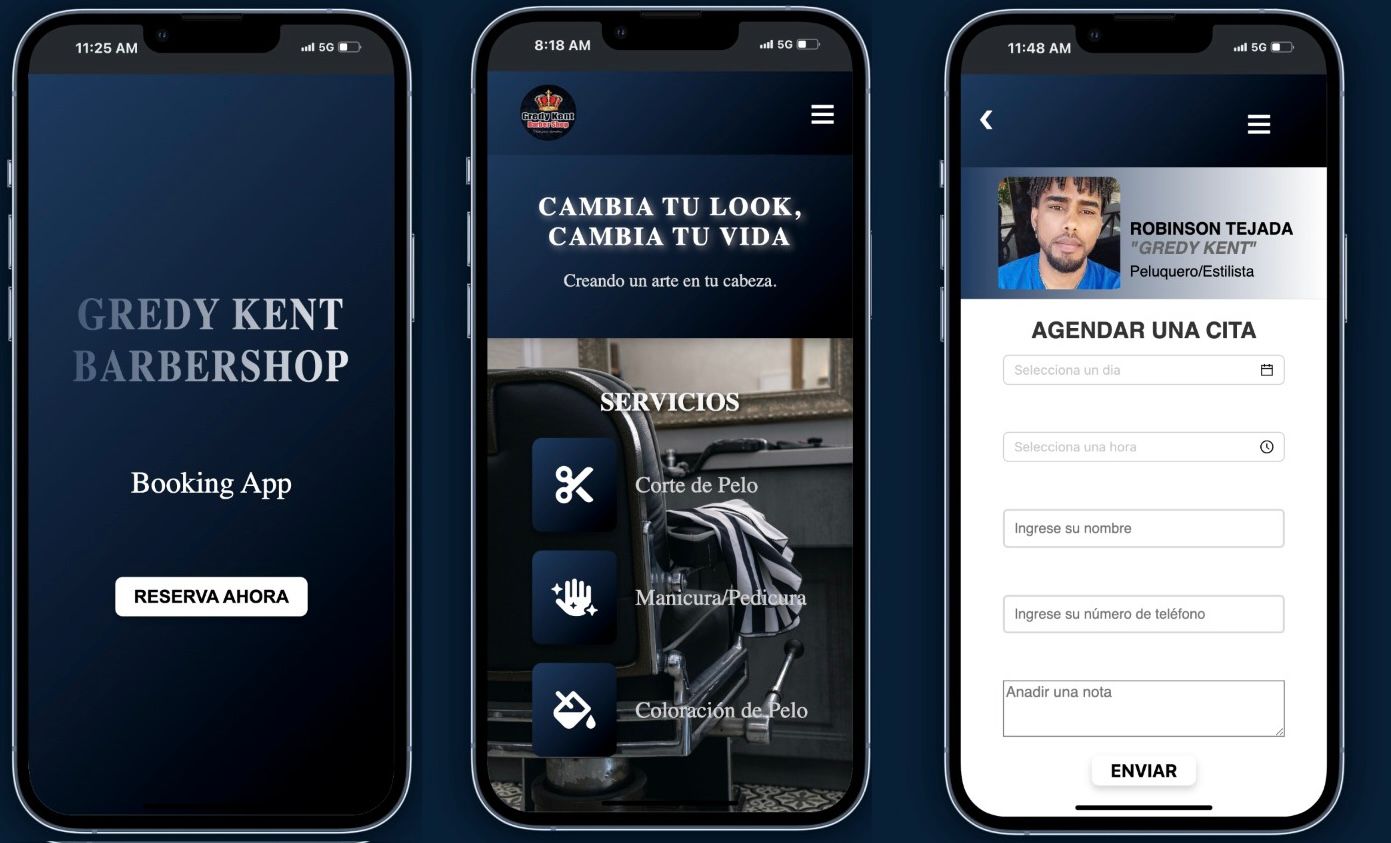 11:25 AM
5G
GREDY KENT
BARBERSHOP
Booking App
RESERVA AHORA
8:18 AM
5G
Gredy Kent
Barber Shop
CAMBIA TU LOOK,
CAMBIA TU VIDA
Creando un arte en tu cabeza.
SERVICIOS
Corte de Pelo
Manicura/Pedicura
Coloración de Pelo
11:48 AM
5G
ROBINSON TEJADA
"GREDY KENT"
Peluquero/Estilista
AGENDAR UNA CITA
Selecciona un dia
Selecciona una hora
Ingrese su nombre
Ingrese su número de teléfono
Anadir una nota
ENVIAR